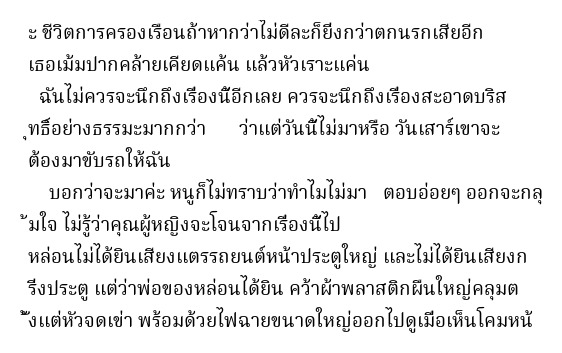 ะ ชีวิตการครองเรือนถ้าหากว่าไม่ดีละก็ยิ่งกว่าตกนรกเสียอีก
เธอเม้มปากคล้ายเคียดแค้น แล้วหัวเราะแค่น
ฉันไม่ควรจะนึกถึงเรื่องนี้อีกเลย ควรจะนึกถึงเรื่องสะอาดบริส
ุทธิ์อย่างธรรมะมากกว่า ว่าแต่วันนี้ไม่มาหรือ วันเสาร์เขาจะ
ต้องมาขับรถให้ฉัน
บอกว่าจะมาค่ะ หนูก็ไม่ทราบว่าทำไมไม่มา ตอบอ่อยๆ ออกจะกลุ
้มใจ ไม่รู้ว่าคุณผู้หญิงจะโจนจากเรื่องนี้ไป
หล่อนไม่ได้ยินเสียงแตรรถยนต์หน้าประตูใหญ่ และไม่ได้ยินเสียงก
ริ่งประตู แต่ว่าพ่อของหล่อนได้ยิน คว้าผ้าพลาสติกผืนใหญ่คลุมต
ั้งแต่หัวจดเข่า พร้อมด้วยไฟฉายขนาดใหญ่ออกไปดูเมื่อเห็นโคมหน้